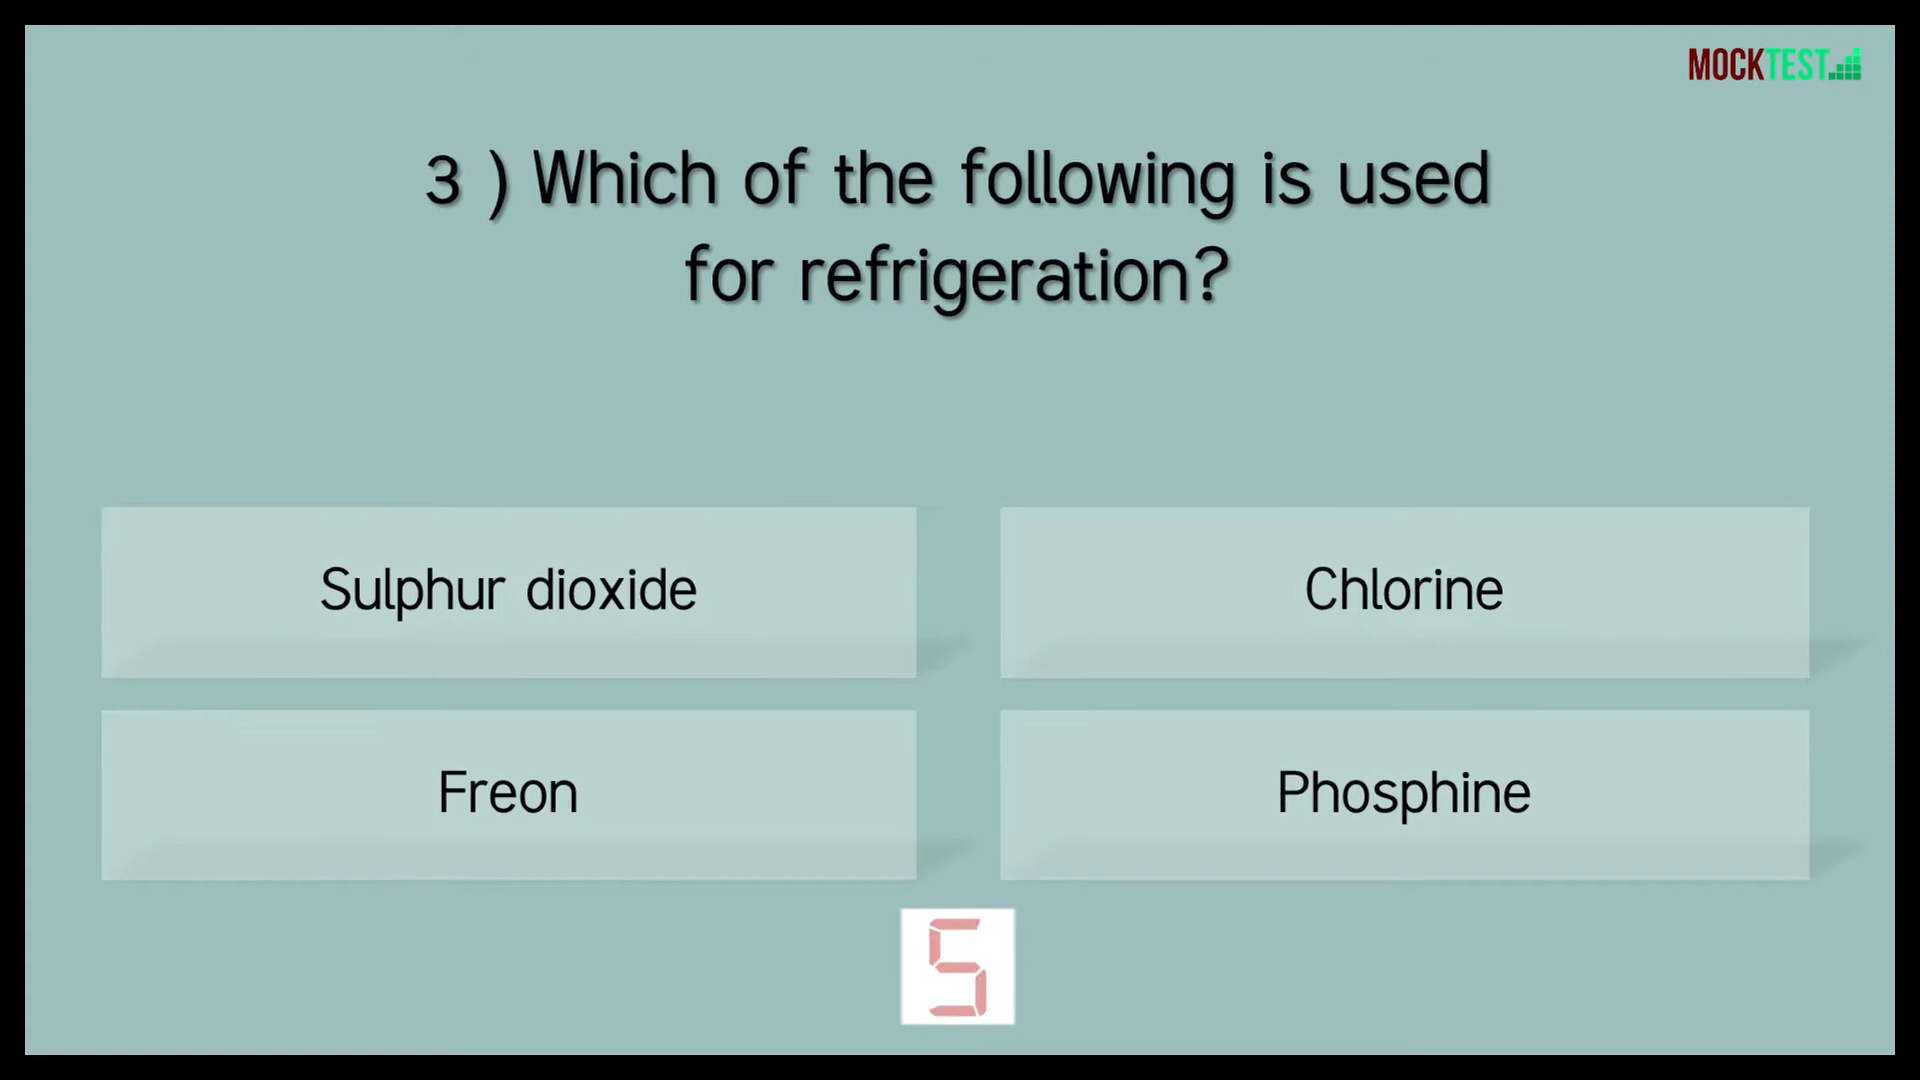 MOCKTEST
3 ) Which of the following is used
for refrigeration?
Sulphur dioxide
Chlorine
Freon
Phosphine
5